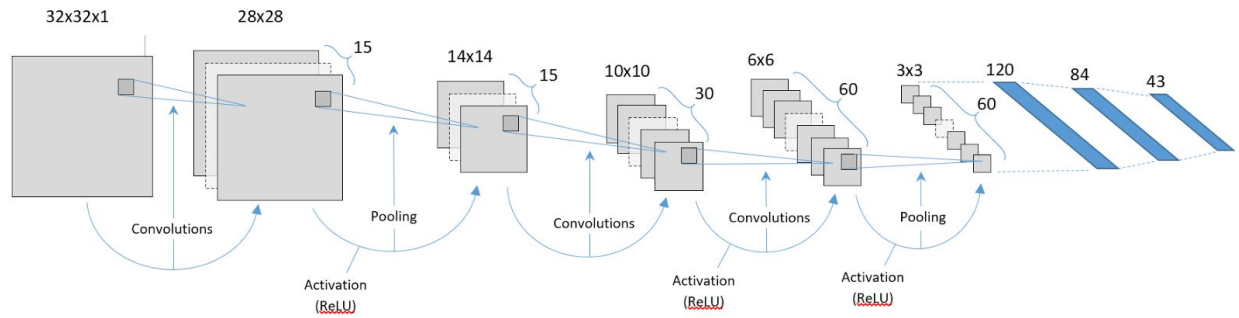 32x32x1
28x28
15
14x14
15
10x10
30
6x6
60
3x3
60
120
84
43
Convolutions
Pooling
Convolutions
Convolutions
Pooling
Activation
(ReLU)
Activation
(ReLU)
Activation
(ReLU)